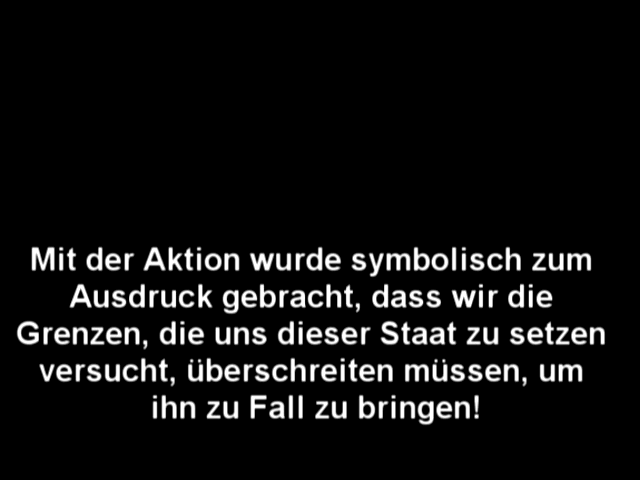 Mit der Aktion wurde symbolisch zum
Ausdruck gebracht, dass wir die
Grenzen, die uns dieser Staat zu setzen
versucht, überschreiten müssen, um
ihn zu Fall zu bringen!